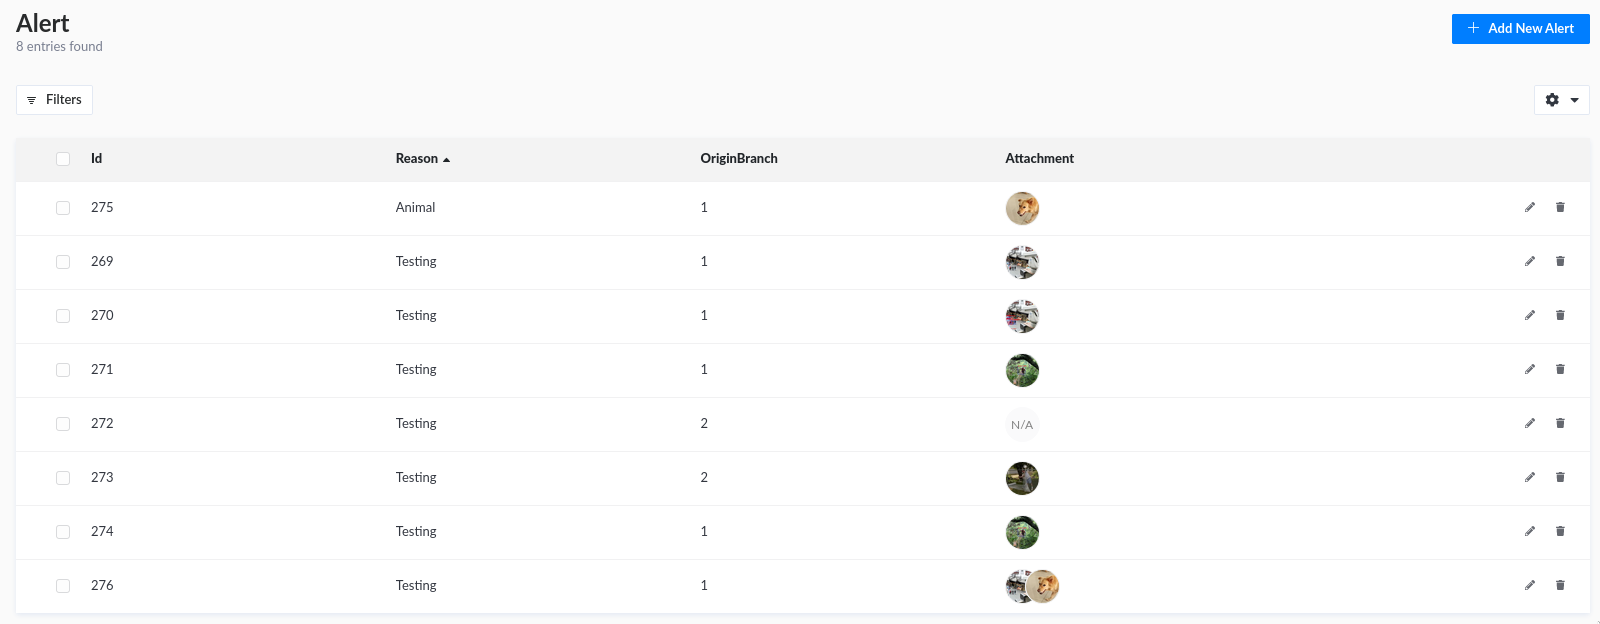 Alert
8 entries found
Add New Alert
Filters
Id Reason OriginBranch Attachment
275 Animal 1
269 Testing 1
270 Testing 1
271 Testing 1
272 Testing 2 N/A
273 Testing 2
274 Testing 1
276 Testing 1